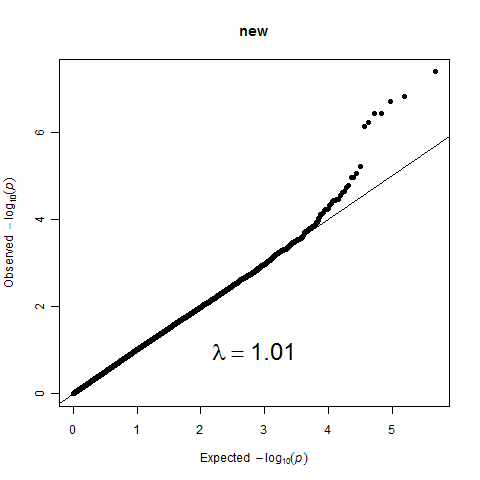 new
Observed −log10(p)
6
4
2
0
λ = 1.01
0 1 2 3 4 5
Expected −log10(p)